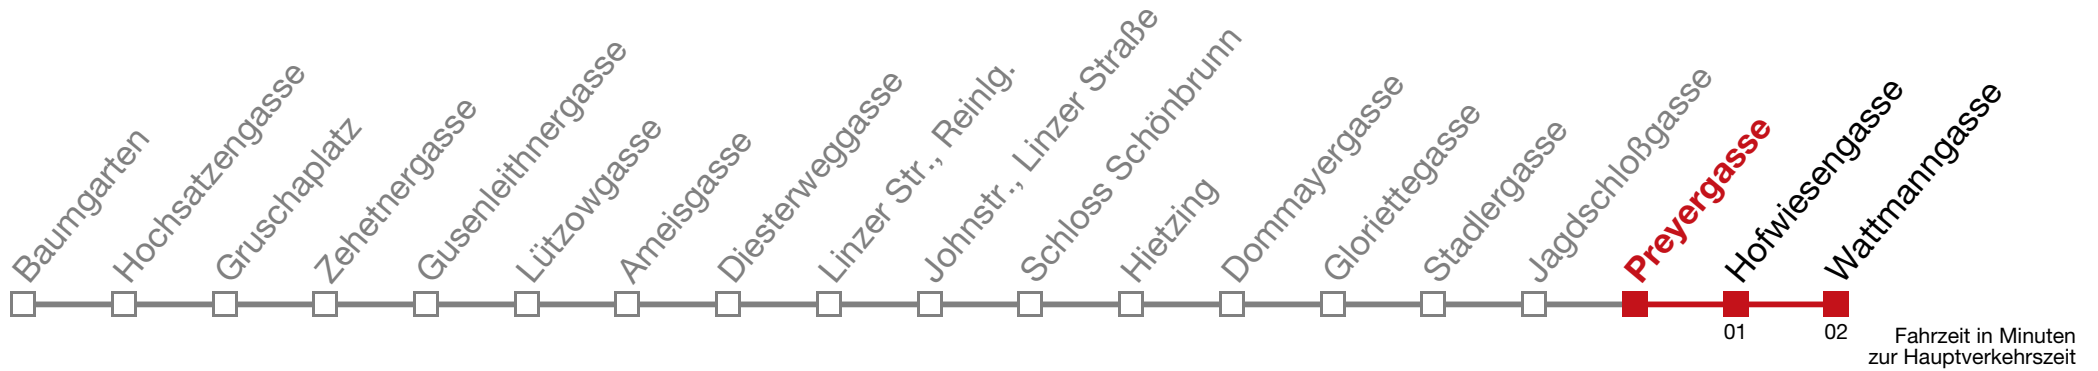 Baumgarten
Hochsatzengasse
Gruschaplatz
Zehetnergasse
Gusenleithnergasse
Lützowgasse
Ameisgasse
Diesterweggasse
Linzer Str., Reinlg.
Johnstr., Linzer Straße
Schloss Schönbrunn
Hietzing
Dommayergasse
Gloriettegasse
Stadlergasse
Jagdschloßgasse
Preyergasse
Hofwiesengasse
Wattmanngasse
01
02
Fahrzeit in Minuten
zur Hauptverkehrszeit